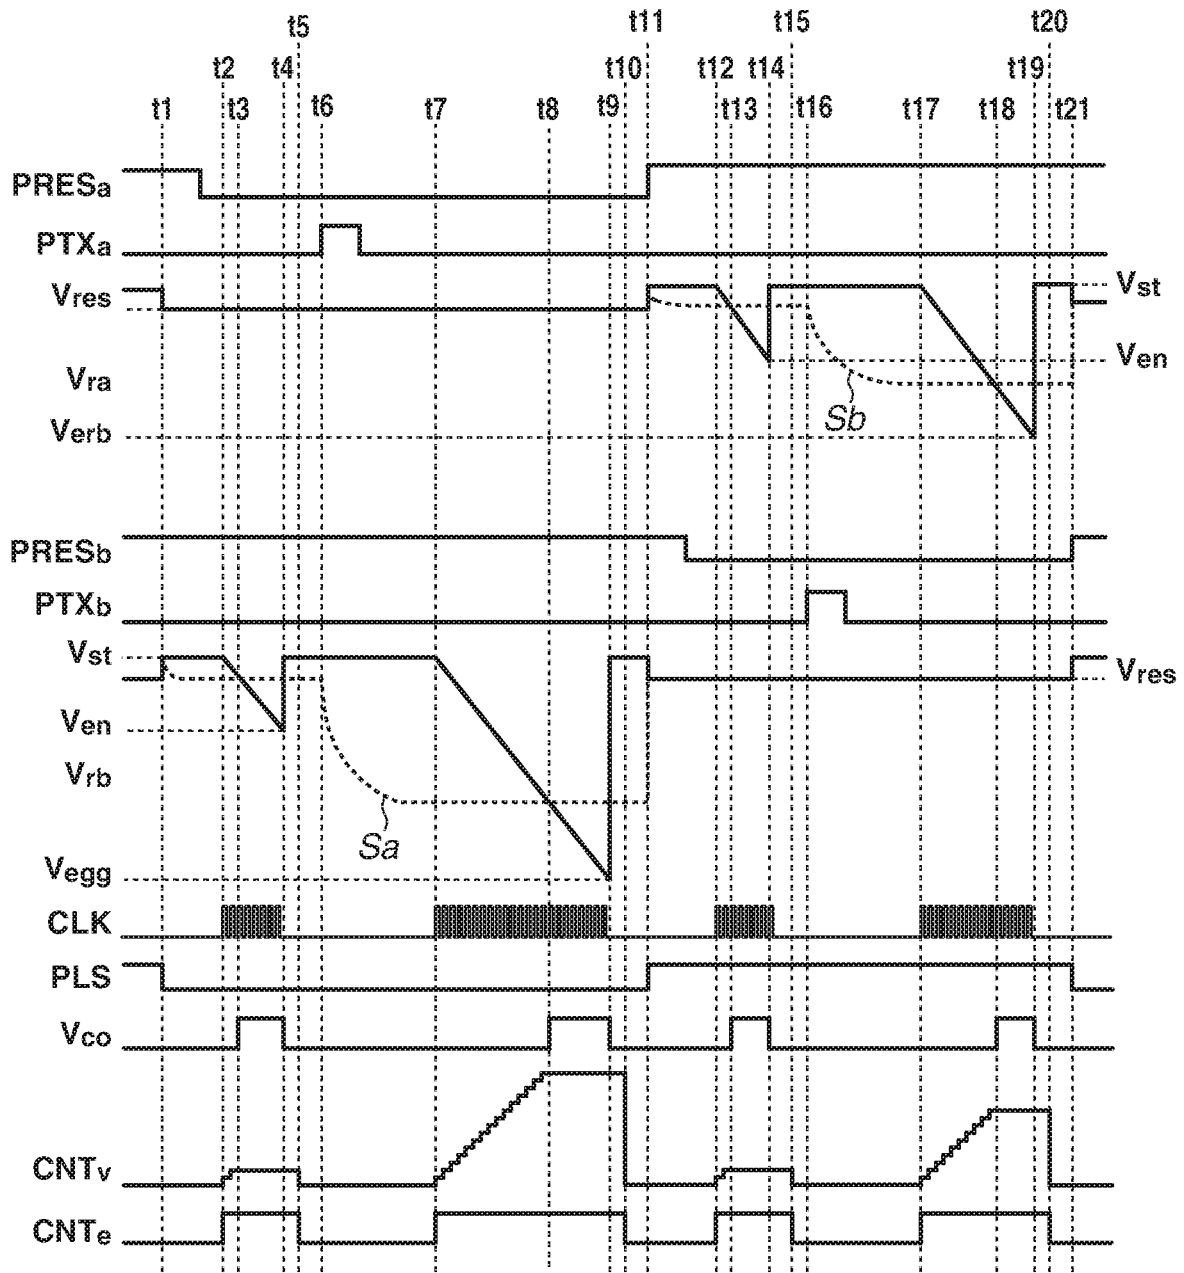 t11
t5
t15
t20
t2
t4
t10
t12
t14
t19
t1
t3
t6
t7
t8
t9
t13
t16
t17
t18
t21
PRESa
PTXa
Vres
Vst
Ven
Vra
Sb
Verb
PRESb
PTXb
Vst
Vres
Ven
Vrb
Sa
Vegg
CLK
PLS
Vco
CNTv
CNTe